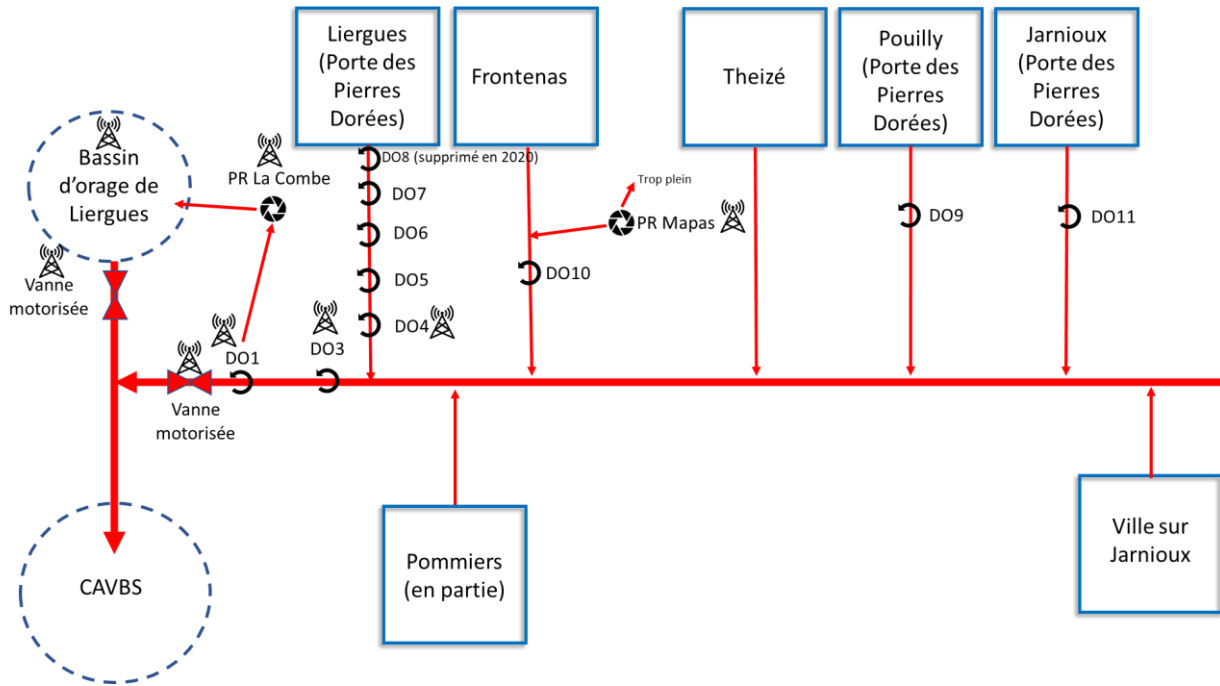 Liergues
(Porte des
Pierres
Dorées)
Frontenas
Theizé
Pouilly
(Porte des
Pierres
Dorées)
Jarnioux
(Porte des
Pierres
Dorées)
Bassin
d'orage de
Liergues
PR La Combe
DO8 (supprimé en 2020)
DO7
DO6
DO5
DO4
Trop plein
PR Mapas
DO10
DO9
DO11
Vanne
motorisée
DO1
DO3
Vanne
motorisée
CAVBS
Pommiers
(en partie)
Ville sur
Jarnioux